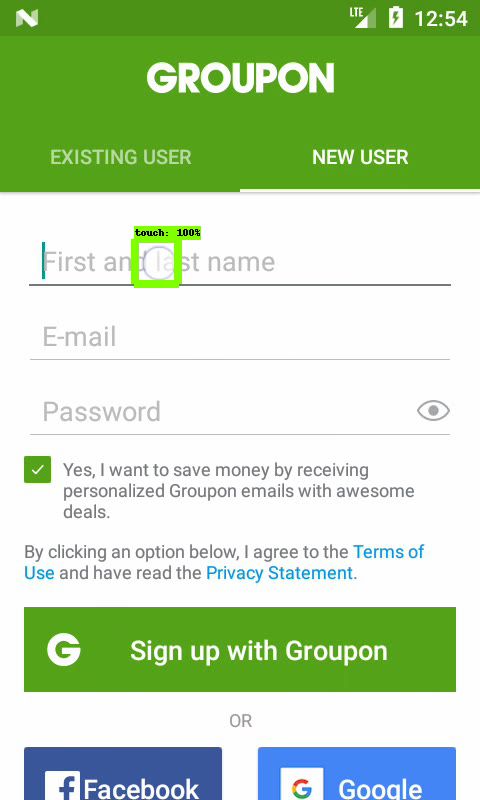 LTE 12:54
GROUPON
EXISTING USER NEW USER
touch: 100%
First and last name
E-mail
Password
Yes, I want to save money by receiving
personalized Groupon emails with awesome
deals.
By clicking an option below, I agree to the Terms of
Use and have read the Privacy Statement.
G Sign up with Groupon
OR
f Facebook G Google